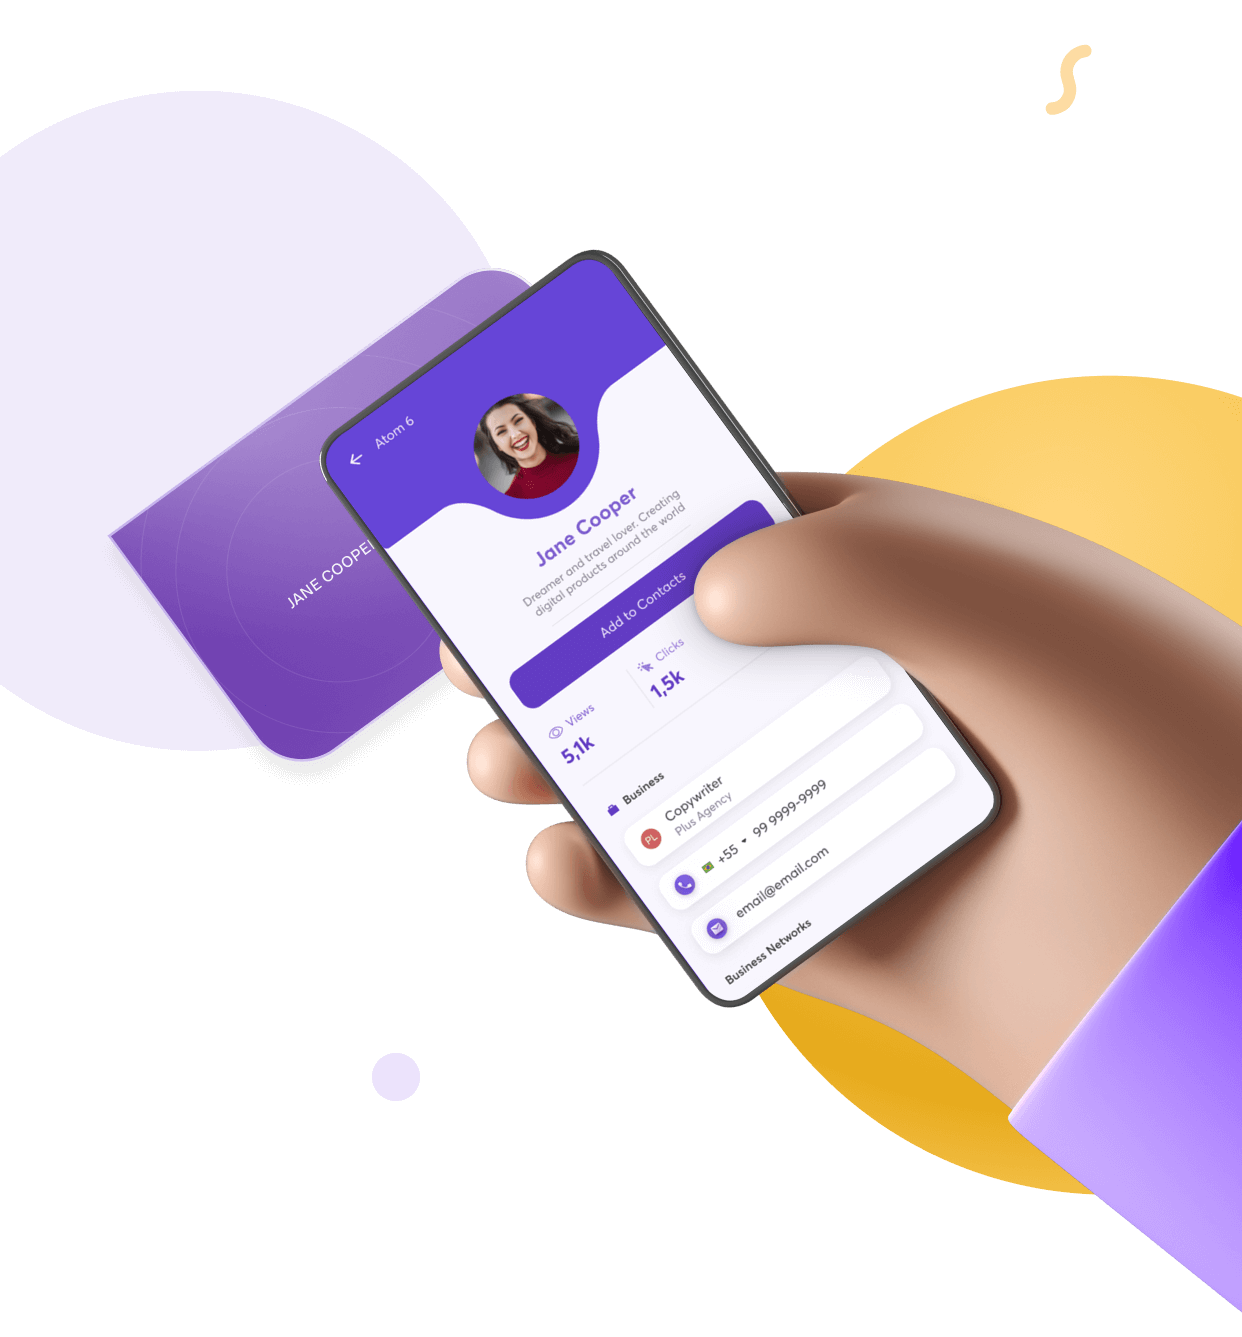 Atom 6
JANE COOPER
Jane Cooper
Dreamer and travel lover. Creating
digital products around the world
Add to Contacts
Views
5,1k
Clicks
1,5k
Business
PL
Copywriter
Plus Agency
+55 99 9999-9999
email@email.com
Business Networks